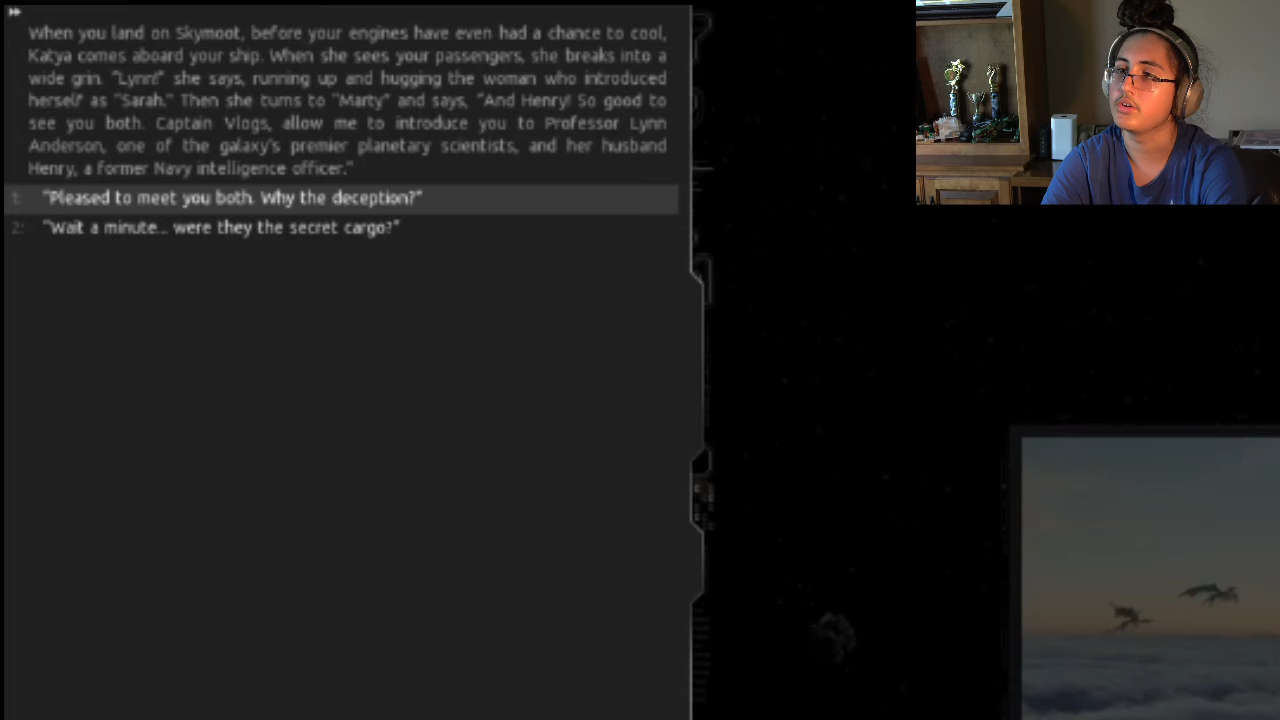 When you land on Skymoot, before your engines have even had a chance to cool,
Katya comes aboard your ship. When she sees your passengers, she breaks into a
wide grin. "Lynn!" she says, running up and hugging the woman who introduced
herself as "Sarah." Then she turns to "Marty" and says, "And Henry! So good to
see you both. Captain Vlogs, allow me to introduce you to Professor Lynn
Anderson, one of the galaxy's premier planetary scientists, and her husband
Henry, a former Navy intelligence officer."
1: "Pleased to meet you both. Why the deception?"
2: "Wait a minute... were they the secret cargo?"